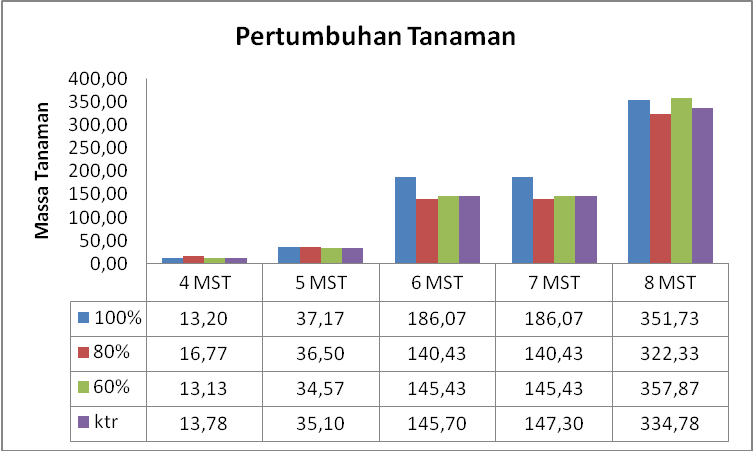 Pertumbuhan Tanaman
Massa Tanaman
400,00
350,00
300,00
250,00
200,00
150,00
100,00
50,00
0,00
4 MST 5 MST 6 MST 7 MST 8 MST
100% 13,20 37,17 186,07 186,07 351,73
80% 16,77 36,50 140,43 140,43 322,33
60% 13,13 34,57 145,43 145,43 357,87
ktr 13,78 35,10 145,70 147,30 334,78